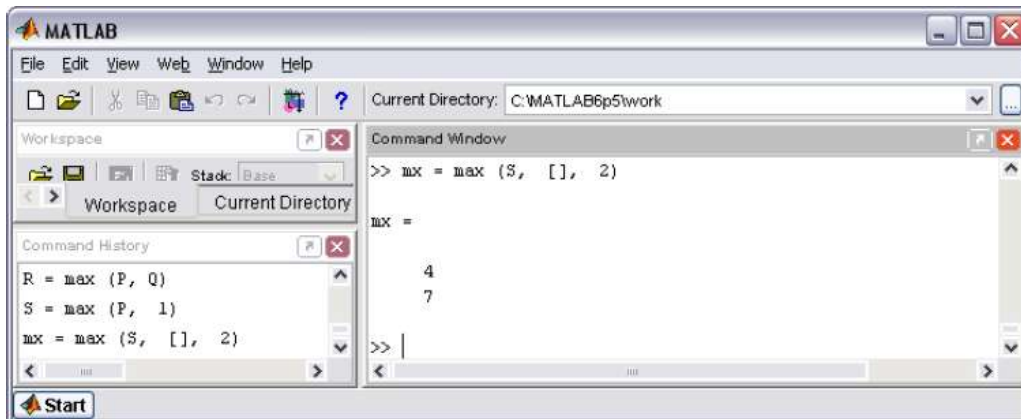 MATLAB
File Edit View Web Window Help
? Current Directory: C:\MATLAB6p5\work ...
Workspace
Stack: Base
Workspace Current Directory
Command History
R = max (P, Q)
S = max (P, 1)
mx = max (S, [], 2)
Command Window
>> mx = max (S, [], 2)
mx =
4
7
>>
Start